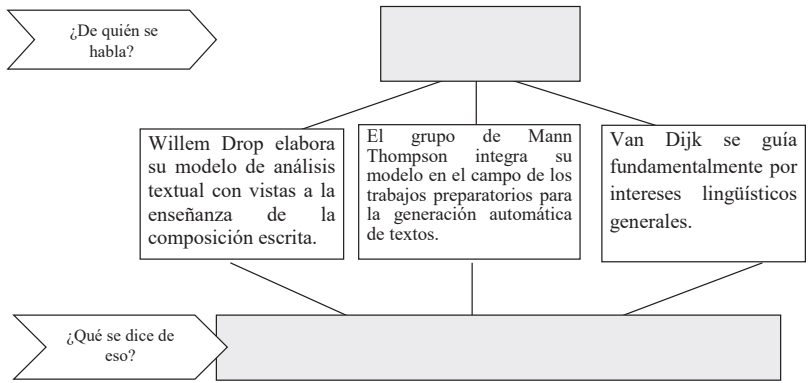 ¿De quién se
habla?
Willem Drop elabora
su modelo de análisis
textual con vistas a la
enseñanza de la
composición escrita.
El grupo de Mann
Thompson integra su
modelo en el campo de los
trabajos preparatorios para
la generación automática
de textos.
Van Dijk se guía
fundamentalmente por
intereses lingüísticos
generales.
¿Qué se dice de
eso?